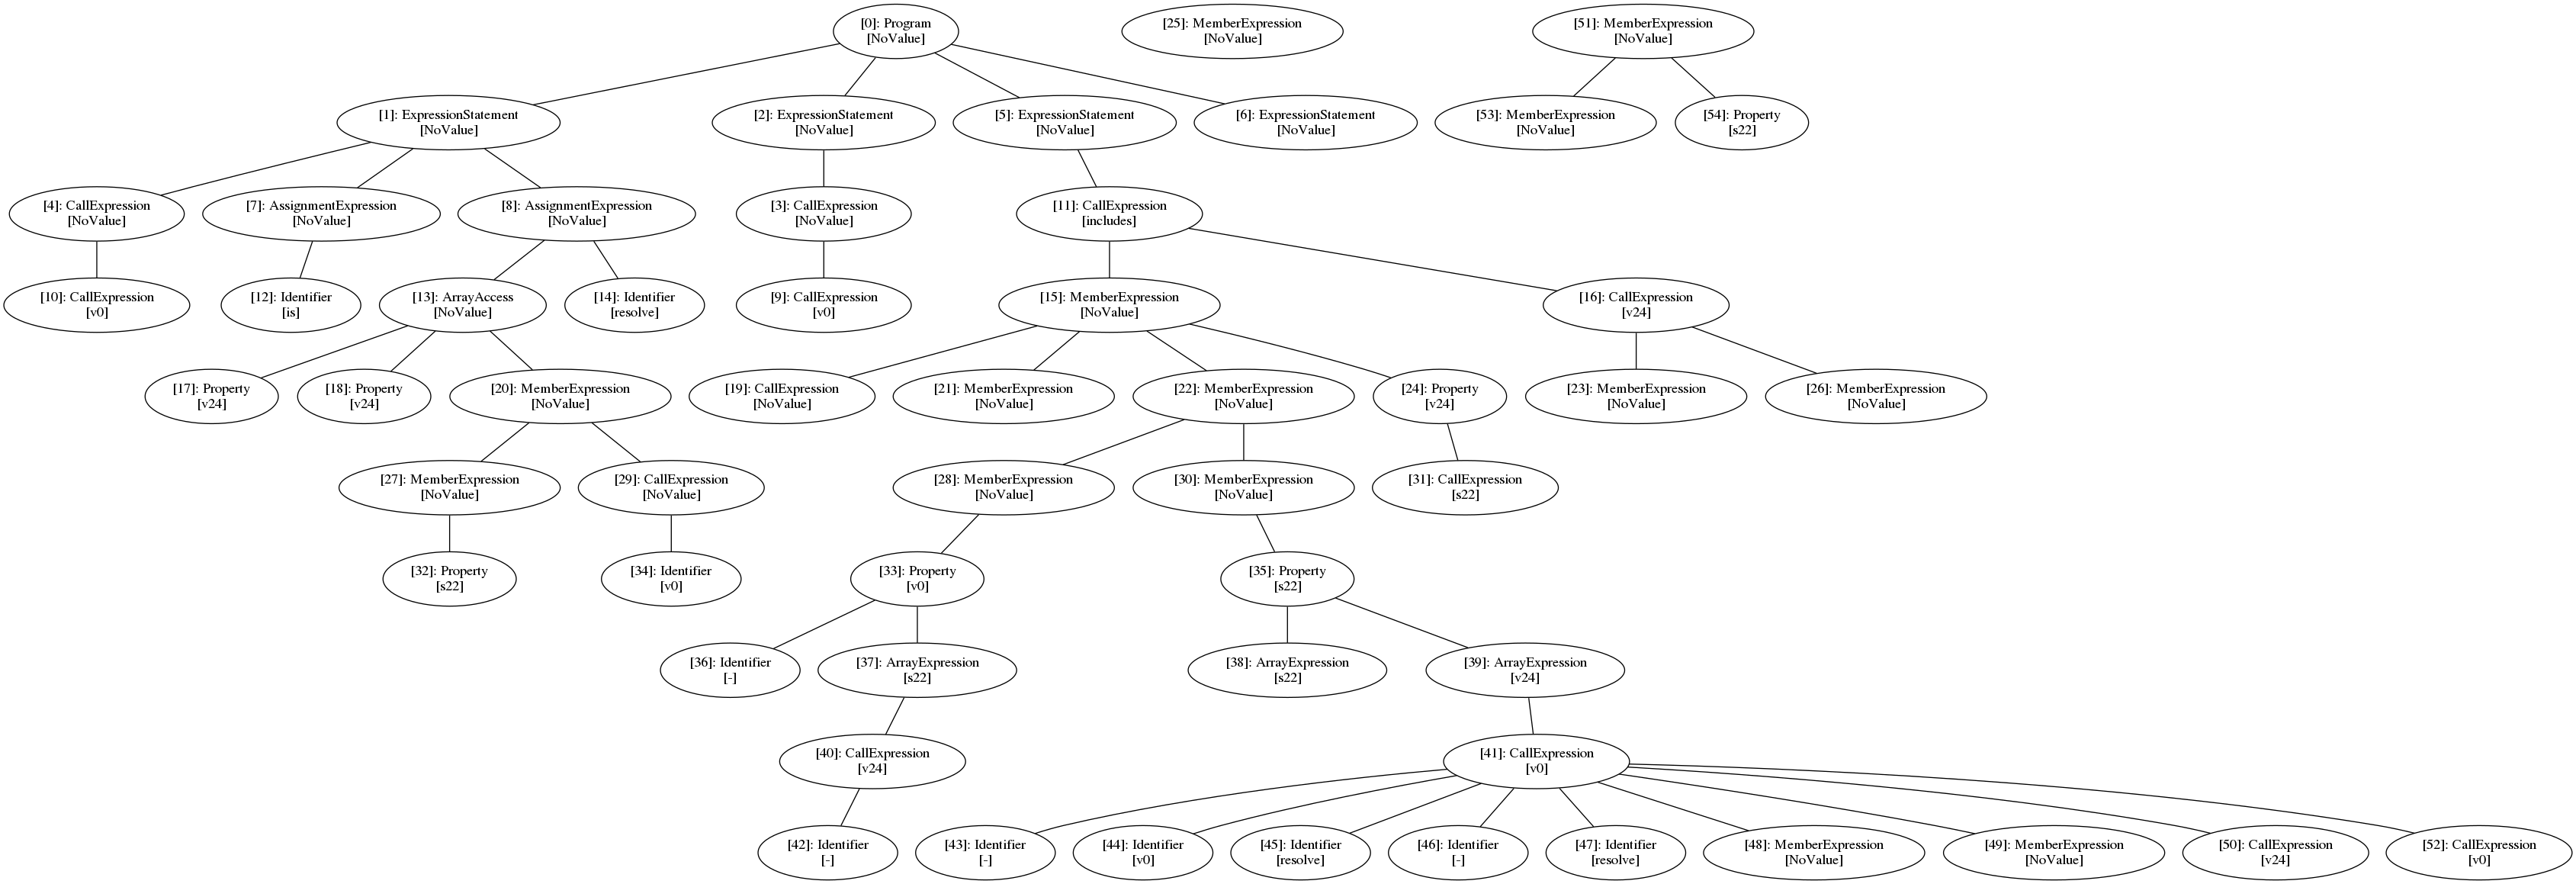 [0]: Program
[NoValue]
[25]: MemberExpression
[NoValue]
[51]: MemberExpression
[NoValue]
[1]: ExpressionStatement
[NoValue]
[2]: ExpressionStatement
[NoValue]
[5]: ExpressionStatement
[NoValue]
[6]: ExpressionStatement
[NoValue]
[53]: MemberExpression
[NoValue]
[54]: Property
[s22]
[4]: CallExpression
[NoValue]
[7]: AssignmentExpression
[NoValue]
[8]: AssignmentExpression
[NoValue]
[3]: CallExpression
[NoValue]
[11]: CallExpression
[includes]
[10]: CallExpression
[v0]
[12]: Identifier
[is]
[13]: ArrayAccess
[NoValue]
[14]: Identifier
[resolve]
[9]: CallExpression
[v0]
[15]: MemberExpression
[NoValue]
[16]: CallExpression
[v24]
[17]: Property
[v24]
[18]: Property
[v24]
[20]: MemberExpression
[NoValue]
[19]: CallExpression
[NoValue]
[21]: MemberExpression
[NoValue]
[22]: MemberExpression
[NoValue]
[24]: Property
[v24]
[23]: MemberExpression
[NoValue]
[26]: MemberExpression
[NoValue]
[27]: MemberExpression
[NoValue]
[29]: CallExpression
[NoValue]
[28]: MemberExpression
[NoValue]
[30]: MemberExpression
[NoValue]
[31]: CallExpression
[s22]
[32]: Property
[s22]
[34]: Identifier
[v0]
[33]: Property
[v0]
[35]: Property
[s22]
[36]: Identifier
[-]
[37]: ArrayExpression
[s22]
[38]: ArrayExpression
[s22]
[39]: ArrayExpression
[v24]
[40]: CallExpression
[v24]
[41]: CallExpression
[v0]
[42]: Identifier
[-]
[43]: Identifier
[-]
[44]: Identifier
[v0]
[45]: Identifier
[resolve]
[46]: Identifier
[-]
[47]: Identifier
[resolve]
[48]: MemberExpression
[NoValue]
[49]: MemberExpression
[NoValue]
[50]: CallExpression
[v24]
[52]: CallExpression
[v0]